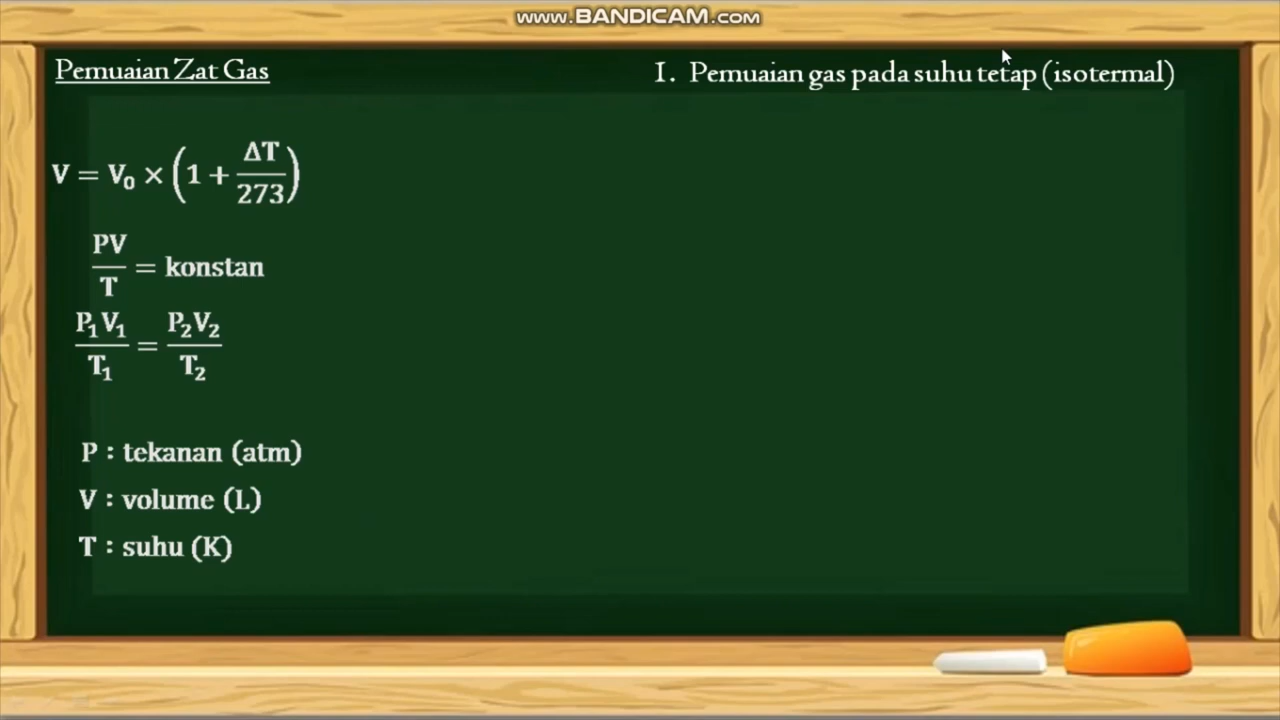 www.BANDICAM.com
Pemuaian Zat Gas
1. Pemuaian gas pada suhu tetap (isotermal)
V = V₀ × (1 + ΔT/273)
PV/T = konstan
P₁V₁/T₁ = P₂V₂/T₂
P : tekanan (atm)
V : volume (L)
T : suhu (K)